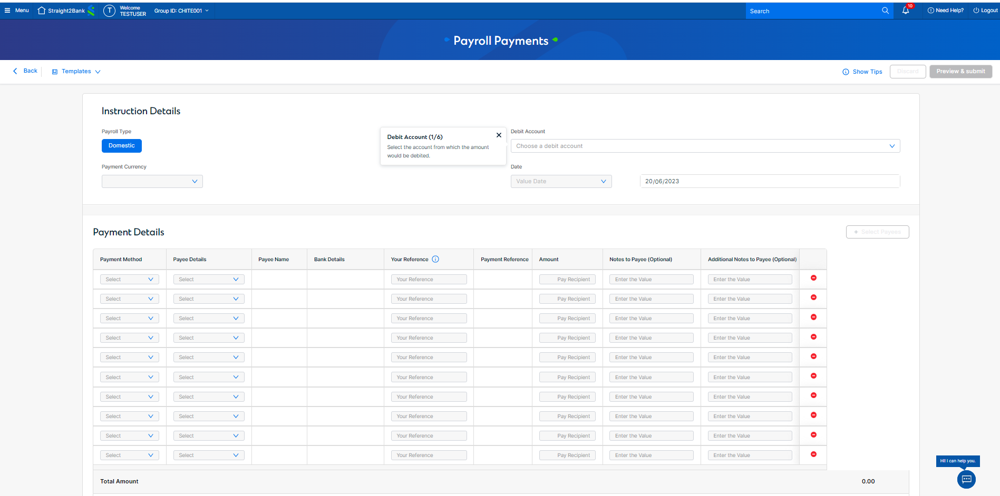 Menu
Straight2Bank
T
Welcome
TESTUSER
Group ID: CHITE001
Search
10
Need Help?
Logout
Payroll Payments
Back
Templates
Show Tips
Discard
Preview & submit
Instruction Details
Payroll Type
Domestic
Debit Account (1/6)
Select the account from which the amount
would be debited.
Debit Account
Choose a debit account
Payment Currency
Date
Value Date
20/06/2023
Payment Details
+ Select Payees
Payment Method Payee Details Payee Name Bank Details Your Reference Payment Reference Amount Notes to Payee (Optional) Additional Notes to Payee (Optional)
Select Select Your Reference Pay Recipient Enter the Value Enter the Value
Select Select Your Reference Pay Recipient Enter the Value Enter the Value
Select Select Your Reference Pay Recipient Enter the Value Enter the Value
Select Select Your Reference Pay Recipient Enter the Value Enter the Value
Select Select Your Reference Pay Recipient Enter the Value Enter the Value
Select Select Your Reference Pay Recipient Enter the Value Enter the Value
Select Select Your Reference Pay Recipient Enter the Value Enter the Value
Select Select Your Reference Pay Recipient Enter the Value Enter the Value
Select Select Your Reference Pay Recipient Enter the Value Enter the Value
Select Select Your Reference Pay Recipient Enter the Value Enter the Value
Hi! I can help you.
Total Amount 0.00